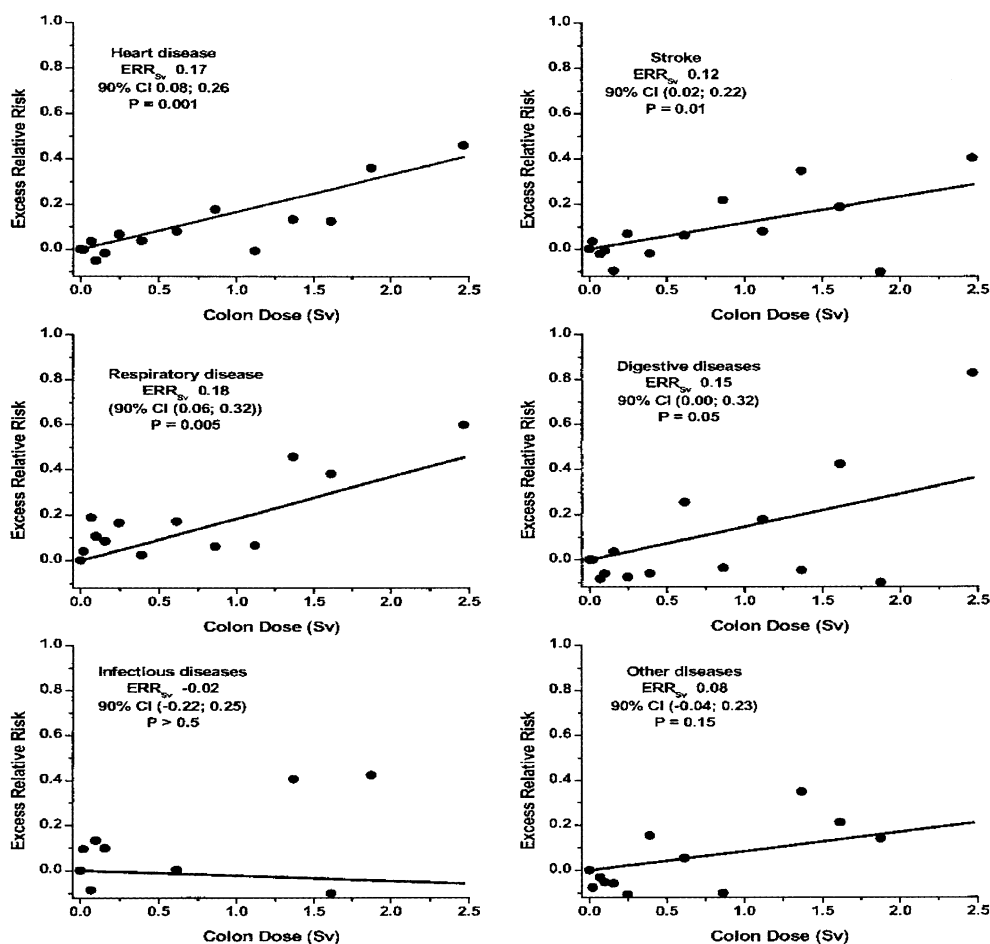 Heart disease
ERRSv 0.17
90% CI 0.08; 0.26
P = 0.001
Excess Relative Risk
1.0
0.8
0.6
0.4
0.2
0.0
0.0 0.5 1.0 1.5 2.0 2.5
Colon Dose (Sv)
Stroke
ERRSv 0.12
90% CI (0.02; 0.22)
P = 0.01
Excess Relative Risk
1.0
0.8
0.6
0.4
0.2
0.0
0.0 0.5 1.0 1.5 2.0 2.5
Colon Dose (Sv)
Respiratory disease
ERRSv 0.18
(90% CI (0.06; 0.32))
P = 0.005
Excess Relative Risk
1.0
0.8
0.6
0.4
0.2
0.0
0.0 0.5 1.0 1.5 2.0 2.5
Colon Dose (Sv)
Digestive diseases
ERRSv 0.15
90% CI (0.00; 0.32)
P = 0.05
Excess Relative Risk
1.0
0.8
0.6
0.4
0.2
0.0
0.0 0.5 1.0 1.5 2.0 2.5
Colon Dose (Sv)
Infectious diseases
ERRSv -0.02
90% CI (-0.22; 0.25)
P > 0.5
Excess Relative Risk
1.0
0.8
0.6
0.4
0.2
0.0
0.0 0.5 1.0 1.5 2.0 2.5
Colon Dose (Sv)
Other diseases
ERRSv 0.08
90% CI (-0.04; 0.23)
P = 0.15
Excess Relative Risk
1.0
0.8
0.6
0.4
0.2
0.0
0.0 0.5 1.0 1.5 2.0 2.5
Colon Dose (Sv)